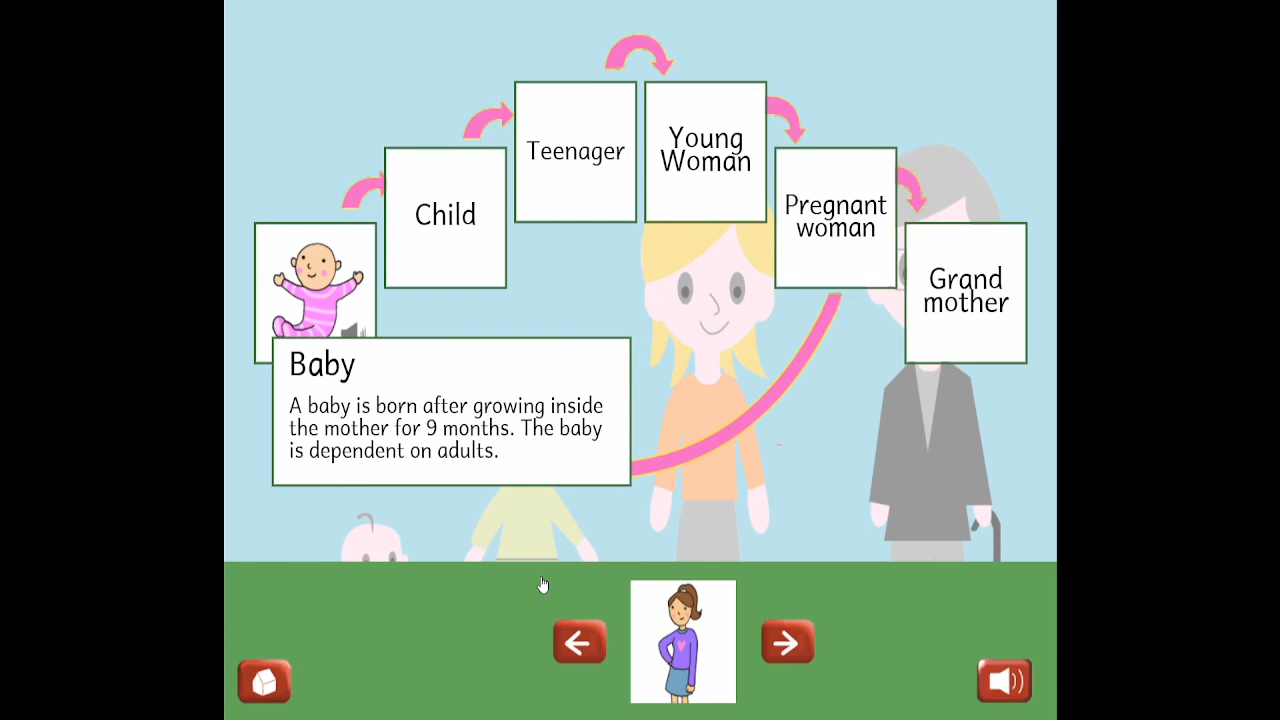 Teenager
Young
Woman
Child
Pregnant
woman
Grand
mother
Baby
A baby is born after growing inside
the mother for 9 months. The baby
is dependent on adults.